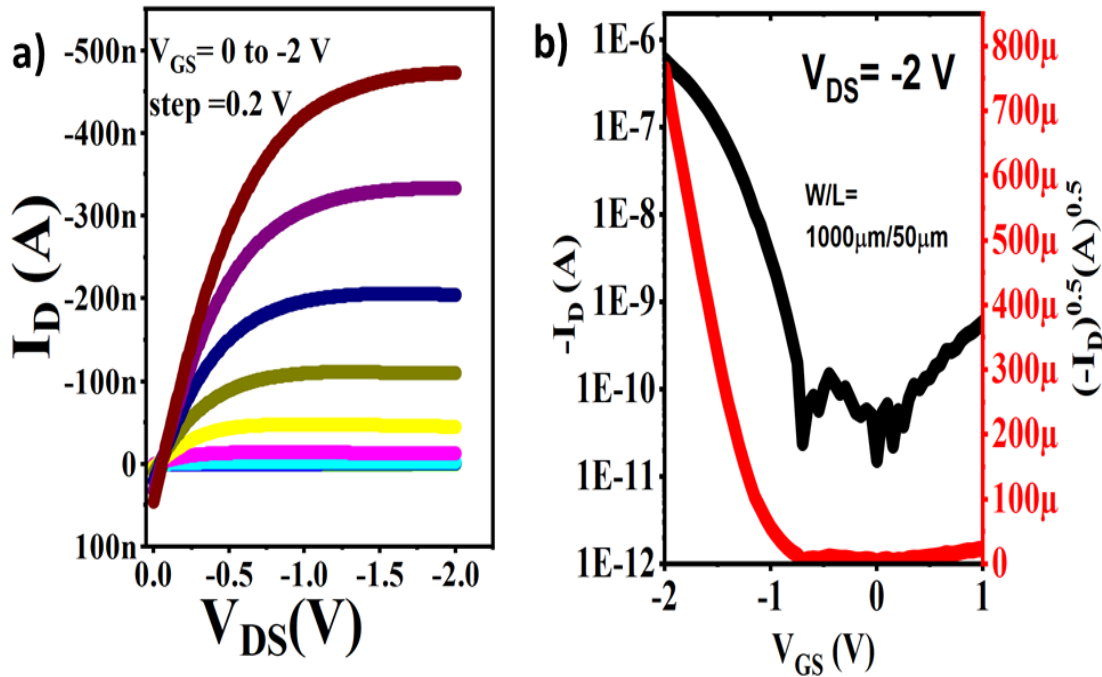 a)
V_GS= 0 to -2 V
step =0.2 V
-500n
-400n
-300n
-200n
-100n
0
100n
I_D (A)
0.0 -0.5 -1.0 -1.5 -2.0
V_DS(V)
b)
V_DS= -2 V
W/L=
1000μm/50μm
1E-6
1E-7
1E-8
1E-9
1E-10
1E-11
1E-12
-I_D (A)
-2 -1 0 1
V_GS (V)
800μ
700μ
600μ
500μ
400μ
300μ
200μ
100μ
0
(-I_D)^0.5(A)^0.5